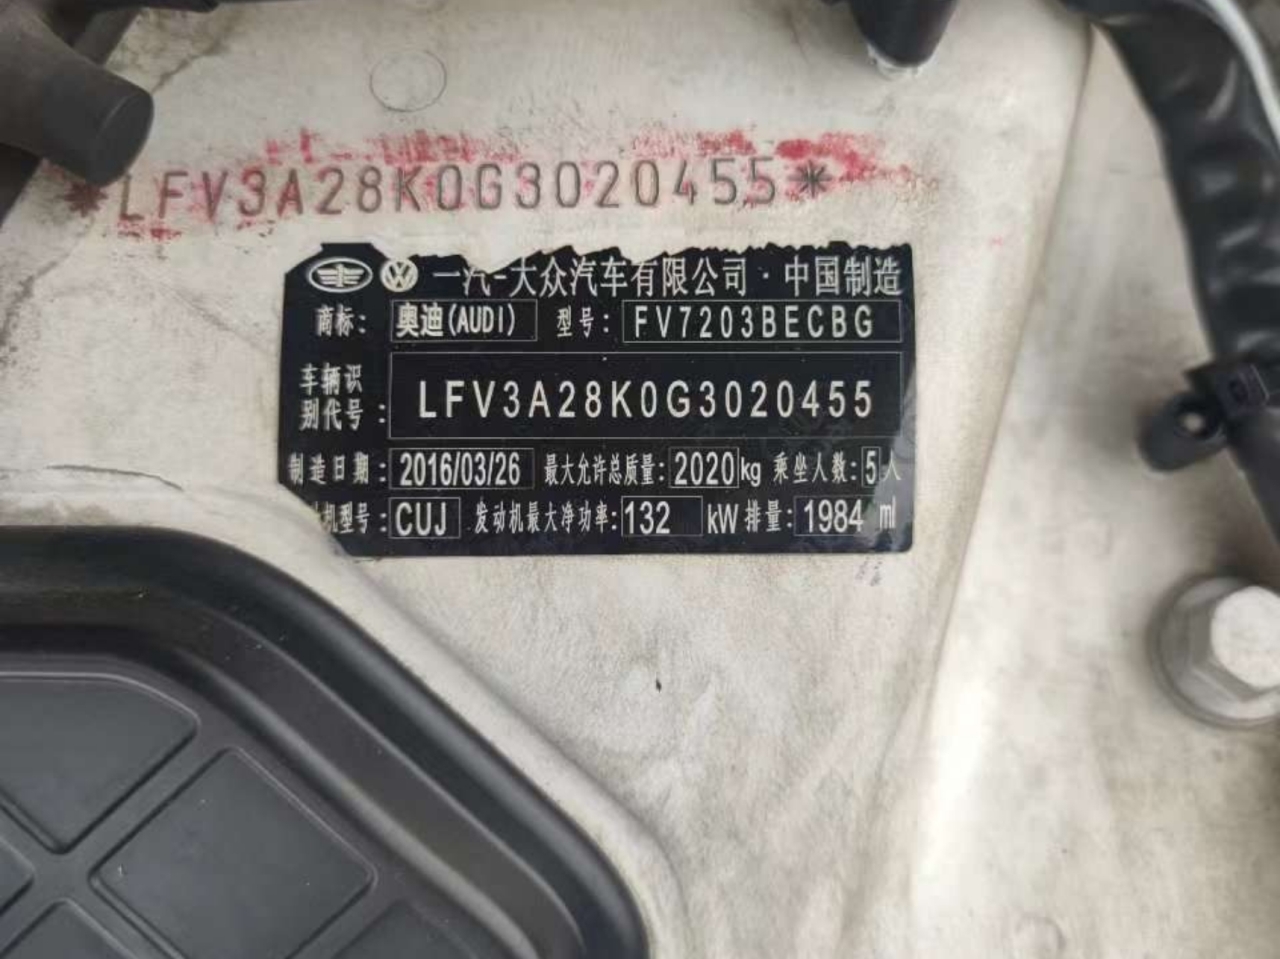 *LFV3A28K0G3020455*
一汽-大众汽车有限公司·中国制造
商标: 奥迪(AUDI) 型号: FV7203BECBG
车辆识别代号: LFV3A28K0G3020455
制造日期: 2016/03/26 最大允许总质量: 2020kg 乘坐人数: 5人
机型号: CUJ 发动机最大净功率: 132 kW 排量: 1984 ml